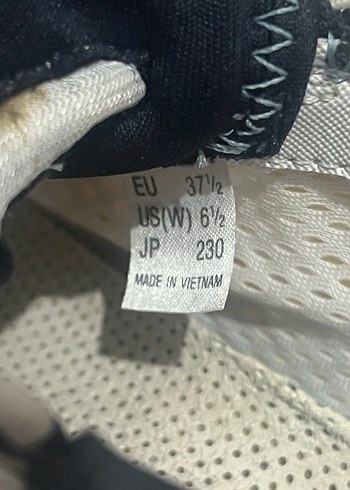 EU 37½
US(W) 6½
JP 230
MADE IN VIETNAM